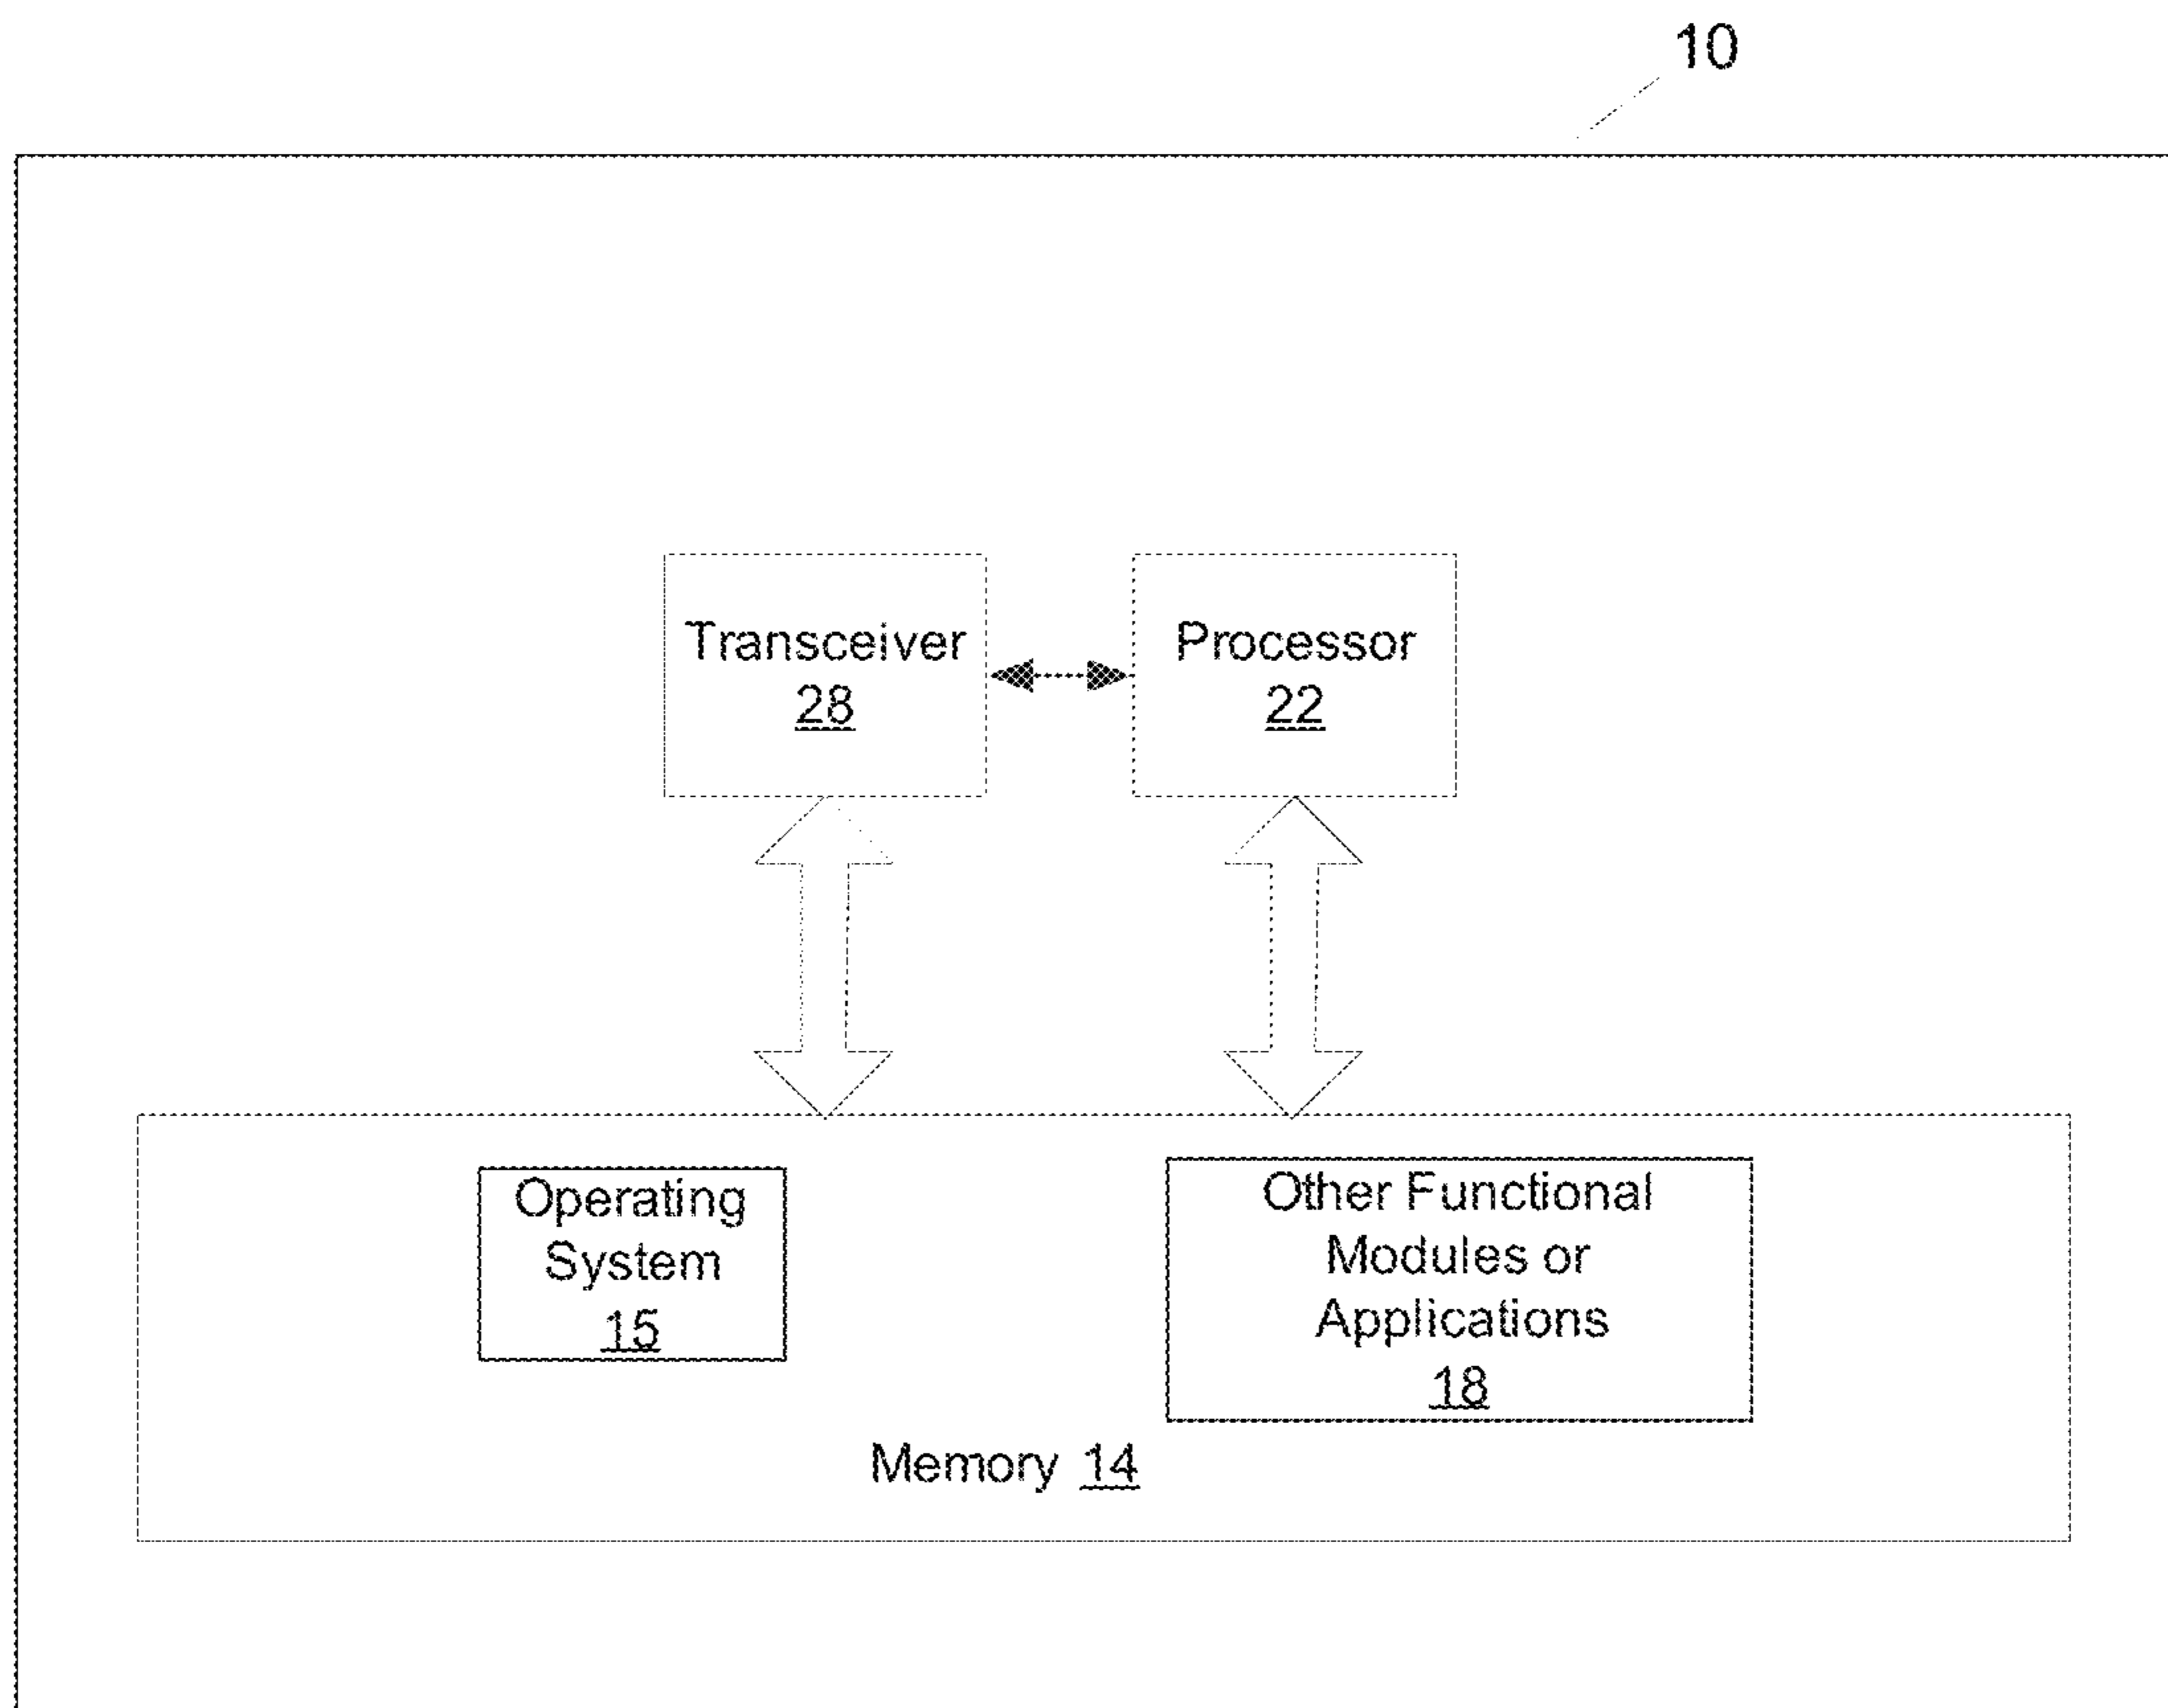 10
Transceiver
28
Processor
22
Operating
System
15
Other Functional
Modules or
Applications
18
Memory 14